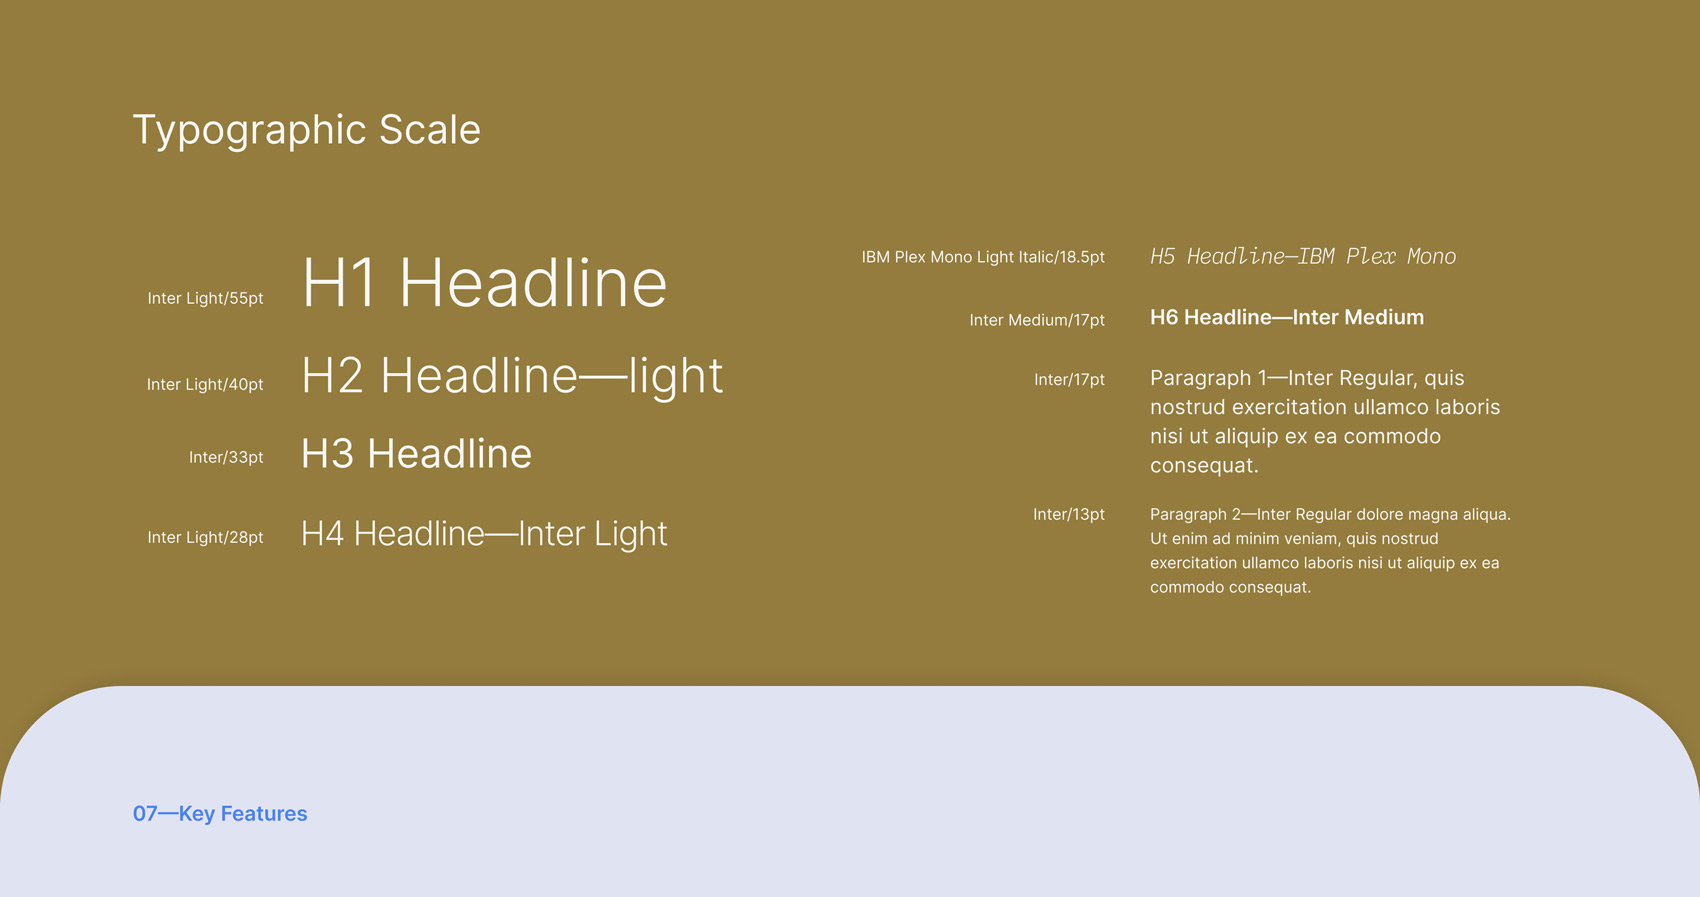 Typographic Scale
Inter Light/55pt
H1 Headline
Inter Light/40pt
H2 Headline—light
Inter/33pt
H3 Headline
Inter Light/28pt
H4 Headline—Inter Light
IBM Plex Mono Light Italic/18.5pt
H5 Headline—IBM Plex Mono
Inter Medium/17pt
H6 Headline—Inter Medium
Inter/17pt
Paragraph 1—Inter Regular, quis
nostrud exercitation ullamco laboris
nisi ut aliquip ex ea commodo
consequat.
Inter/13pt
Paragraph 2—Inter Regular dolore magna aliqua.
Ut enim ad minim veniam, quis nostrud
exercitation ullamco laboris nisi ut aliquip ex ea
commodo consequat.
07—Key Features